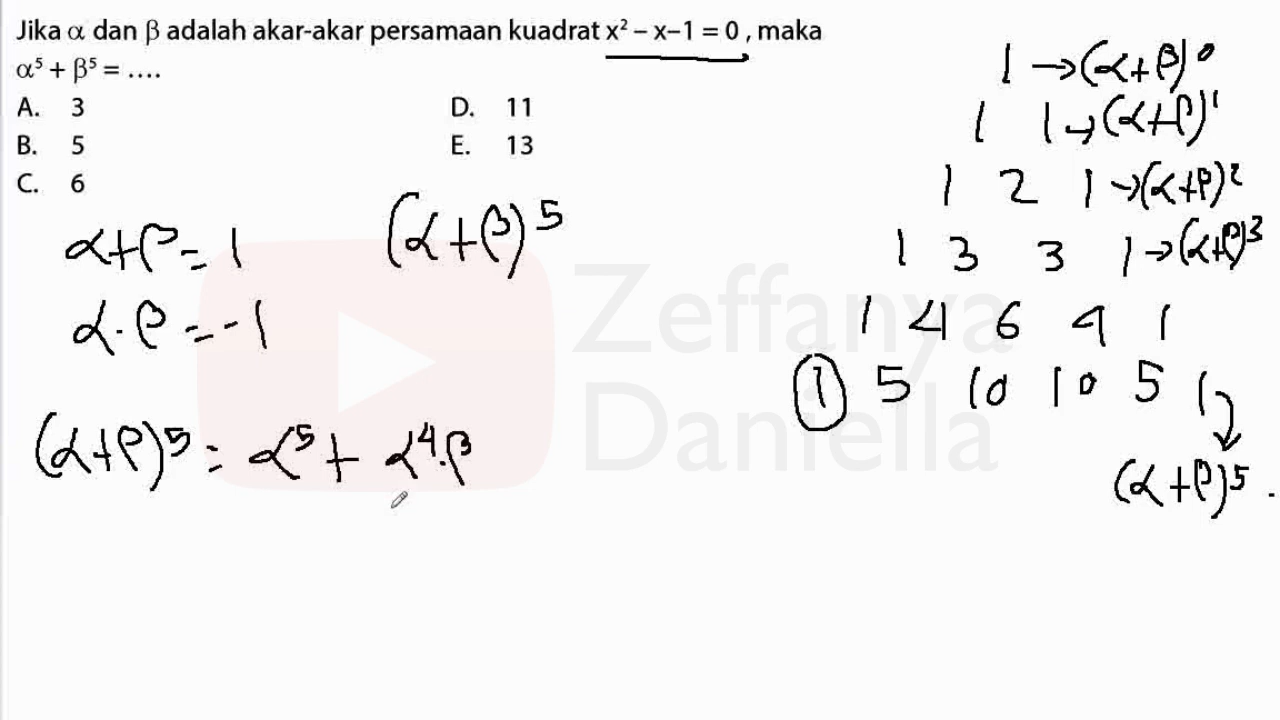 Jika α dan β adalah akar-akar persamaan kuadrat x² – x–1 = 0 , maka
α⁵ + β⁵ = ....
A. 3
B. 5
C. 6
D. 11
E. 13
α+β = 1
α·β = -1
(α+β)⁵
(α+β)⁵ = α⁵ + α⁴·β
1 →(α+β)⁰
1 1→(α+β)¹
1 2 1→(α+β)²
1 3 3 1→(α+β)³
1 4 6 4 1
1 5 10 10 5 1
(α+β)⁵ .
Zeffanya
Daniella